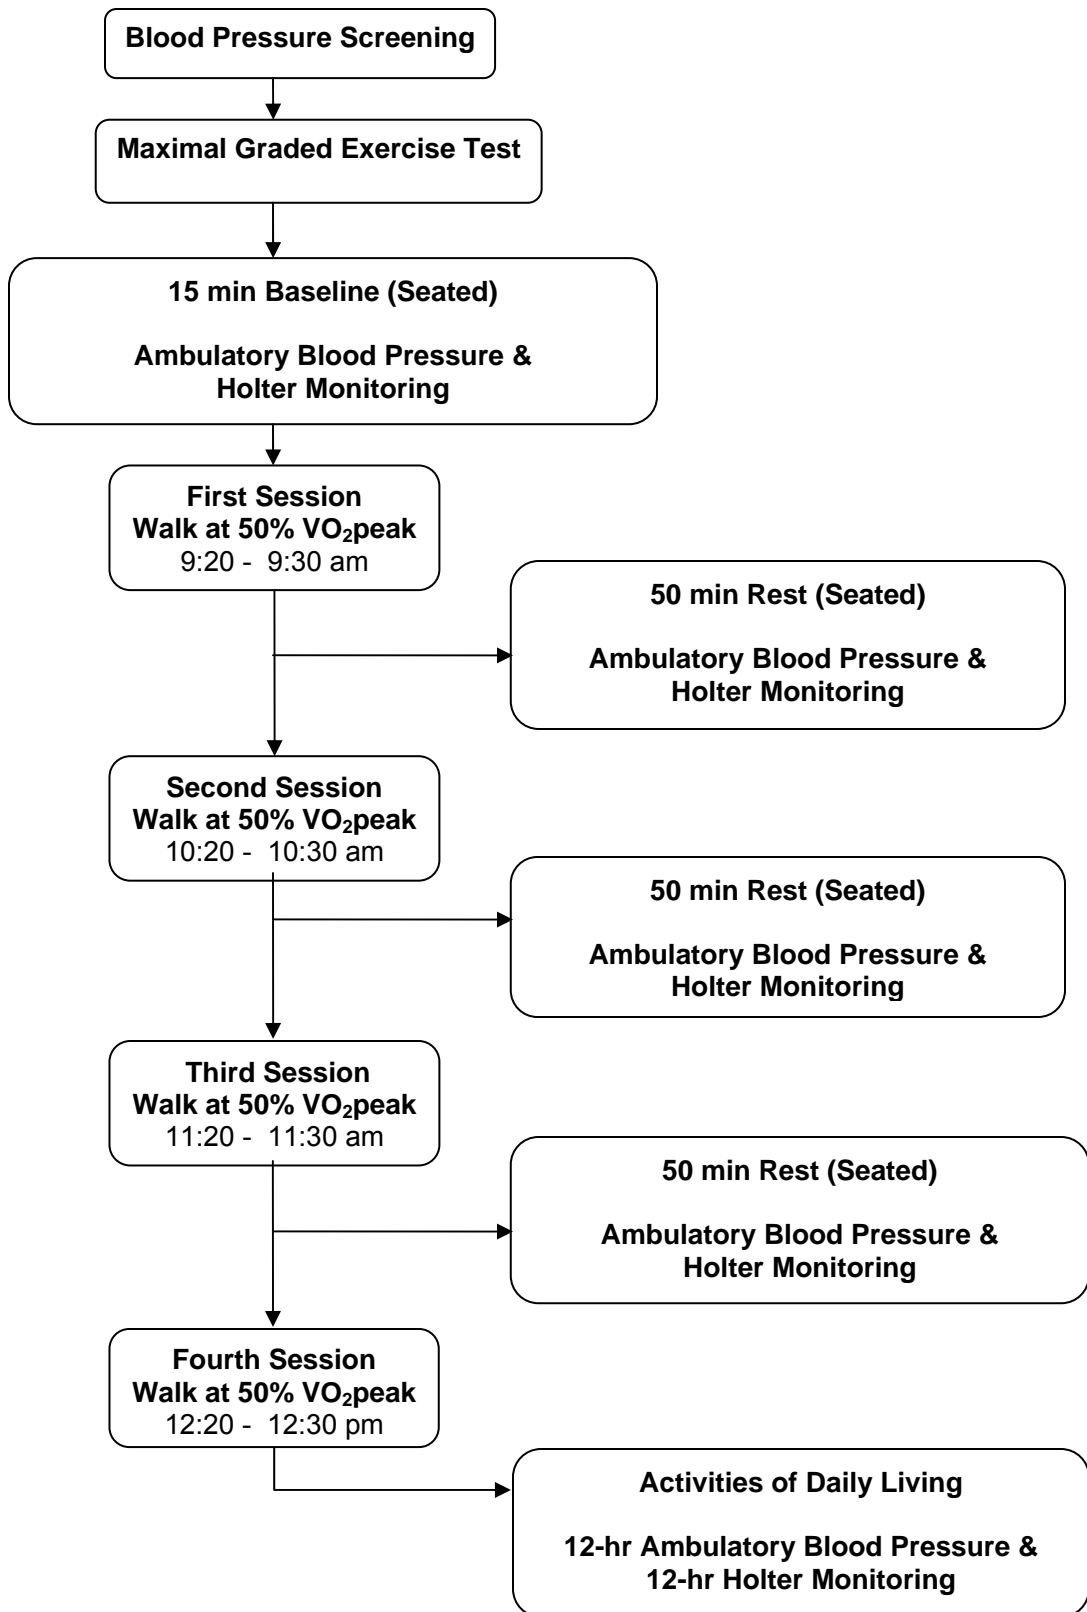 Blood Pressure Screening
Maximal Graded Exercise Test
15 min Baseline (Seated)
Ambulatory Blood Pressure &
Holter Monitoring
First Session
Walk at 50% VO₂peak
9:20 - 9:30 am
50 min Rest (Seated)
Ambulatory Blood Pressure &
Holter Monitoring
Second Session
Walk at 50% VO₂peak
10:20 - 10:30 am
50 min Rest (Seated)
Ambulatory Blood Pressure &
Holter Monitoring
Third Session
Walk at 50% VO₂peak
11:20 - 11:30 am
50 min Rest (Seated)
Ambulatory Blood Pressure &
Holter Monitoring
Fourth Session
Walk at 50% VO₂peak
12:20 - 12:30 pm
Activities of Daily Living
12-hr Ambulatory Blood Pressure &
12-hr Holter Monitoring